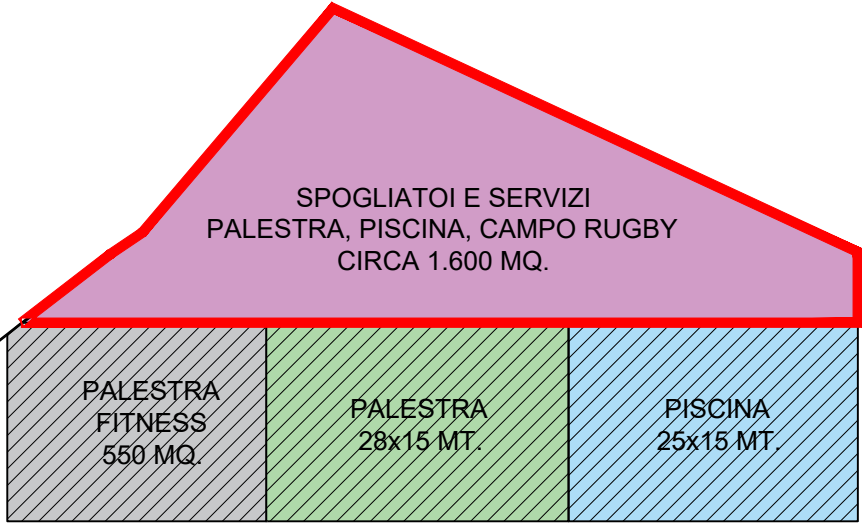 SPOGLIATOI E SERVIZI
PALESTRA, PISCINA, CAMPO RUGBY
CIRCA 1.600 MQ.
PALESTRA
FITNESS
550 MQ.
PALESTRA
28x15 MT.
PISCINA
25x15 MT.